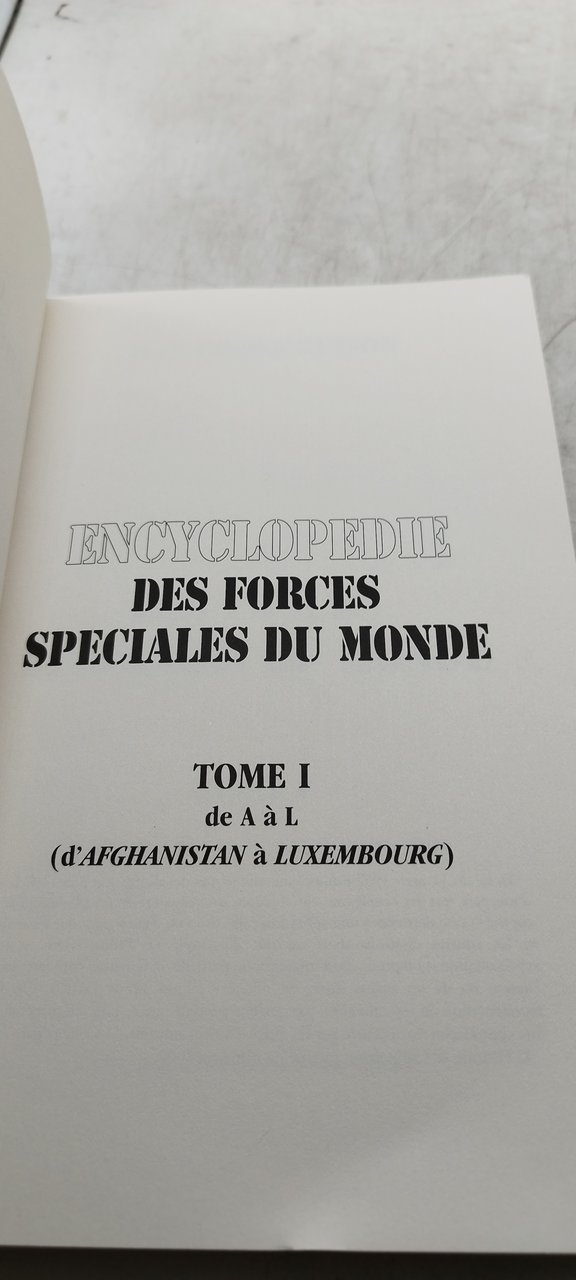 ENCYCLOPEDIE
DES FORCES
SPECIALES DU MONDE
TOME I
de A à L
(d'AFGHANISTAN à LUXEMBOURG)